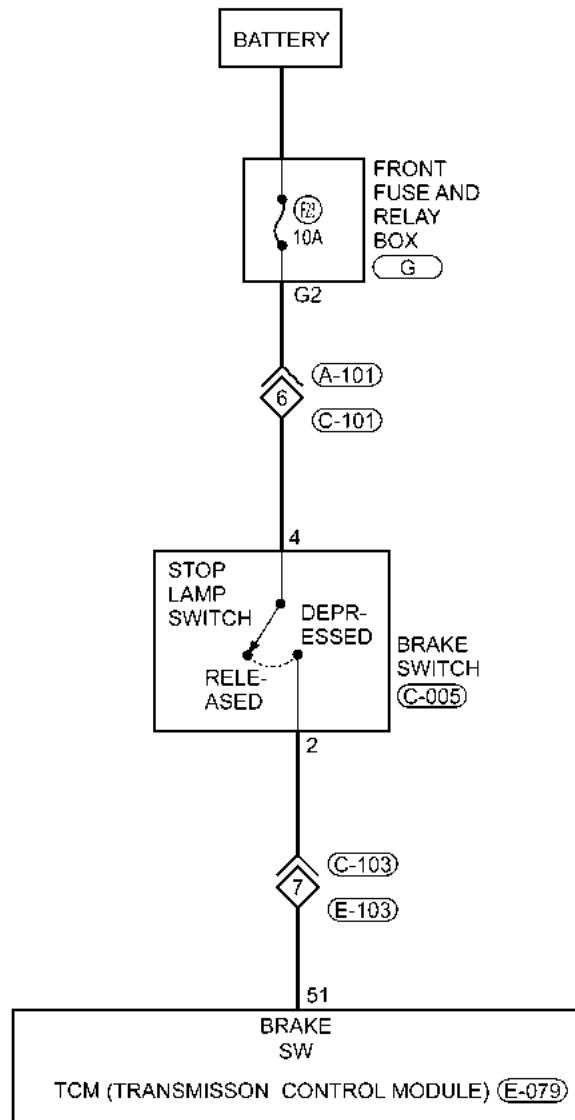 BATTERY
FRONT
FUSE AND
RELAY
BOX
F23
10A
G
G2
A-101
6
C-101
4
STOP
LAMP
SWITCH
DEPR-
ESSED
RELE-
ASED
BRAKE
SWITCH
C-005
2
C-103
7
E-103
51
BRAKE
SW
TCM (TRANSMISSON CONTROL MODULE) E-079